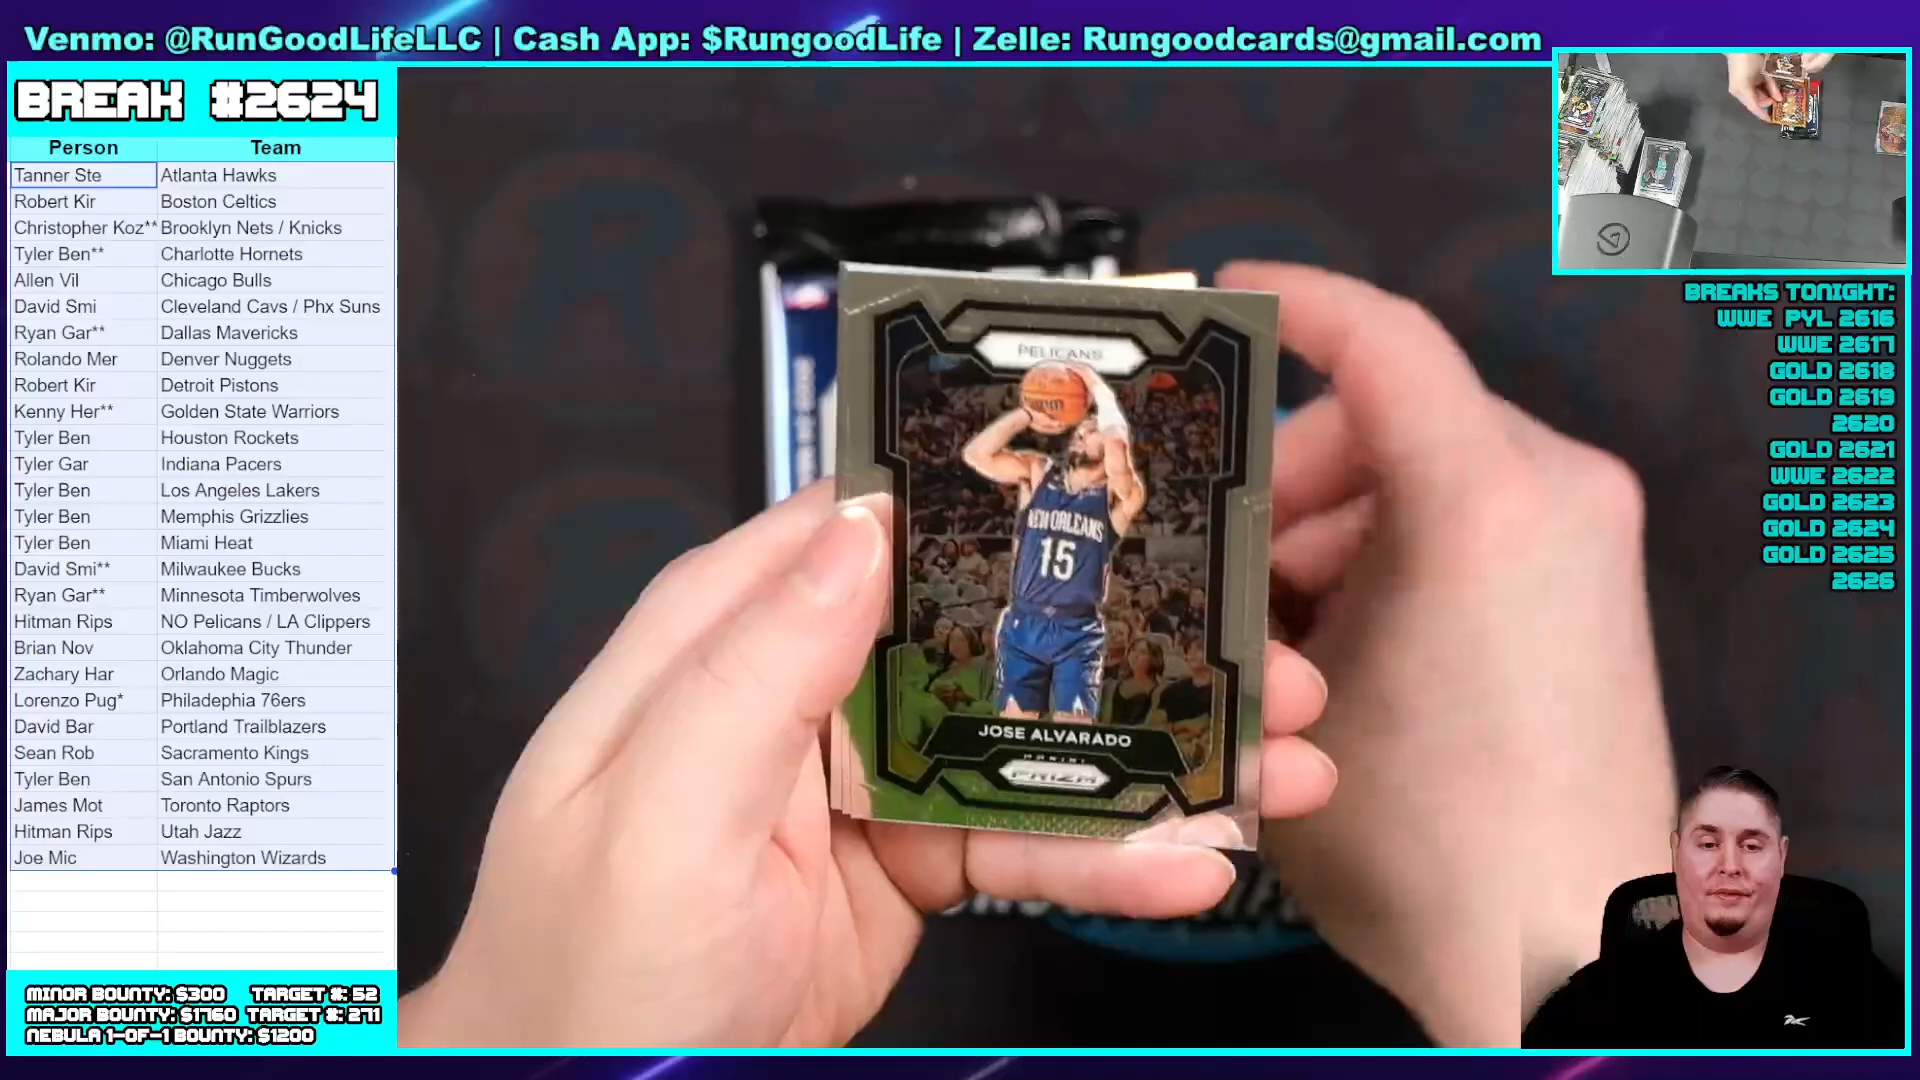 Venmo: @RunGoodLifeLLC | Cash App: $RungoodLife | Zelle: Rungoodcards@gmail.com
BREAK #2624
Person Team
Tanner Ste Atlanta Hawks
Robert Kir Boston Celtics
Christopher Koz** Brooklyn Nets / Knicks
Tyler Ben** Charlotte Hornets
Allen Vil Chicago Bulls
David Smi Cleveland Cavs / Phx Suns
Ryan Gar** Dallas Mavericks
Rolando Mer Denver Nuggets
Robert Kir Detroit Pistons
Kenny Her** Golden State Warriors
Tyler Ben Houston Rockets
Tyler Gar Indiana Pacers
Tyler Ben Los Angeles Lakers
Tyler Ben Memphis Grizzlies
Tyler Ben Miami Heat
David Smi** Milwaukee Bucks
Ryan Gar** Minnesota Timberwolves
Hitman Rips NO Pelicans / LA Clippers
Brian Nov Oklahoma City Thunder
Zachary Har Orlando Magic
Lorenzo Pug* Philadephia 76ers
David Bar Portland Trailblazers
Sean Rob Sacramento Kings
Tyler Ben San Antonio Spurs
James Mot Toronto Raptors
Hitman Rips Utah Jazz
Joe Mic Washington Wizards
MINOR BOUNTY: $300 TARGET #: 52
MAJOR BOUNTY: $1760 TARGET #: 271
NEBULA 1-OF-1 BOUNTY: $1200
PELICANS
NEW ORLEANS
15
JOSE ALVARADO
PANINI
PRIZM
BREAKS TONIGHT:
WWE PYL 2616
WWE 2617
GOLD 2618
GOLD 2619
2620
GOLD 2621
WWE 2622
GOLD 2623
GOLD 2624
GOLD 2625
2626